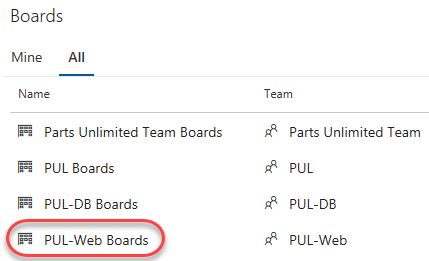 Boards
Mine All
Name Team
Parts Unlimited Team Boards Parts Unlimited Team
PUL Boards PUL
PUL-DB Boards PUL-DB
PUL-Web Boards PUL-Web